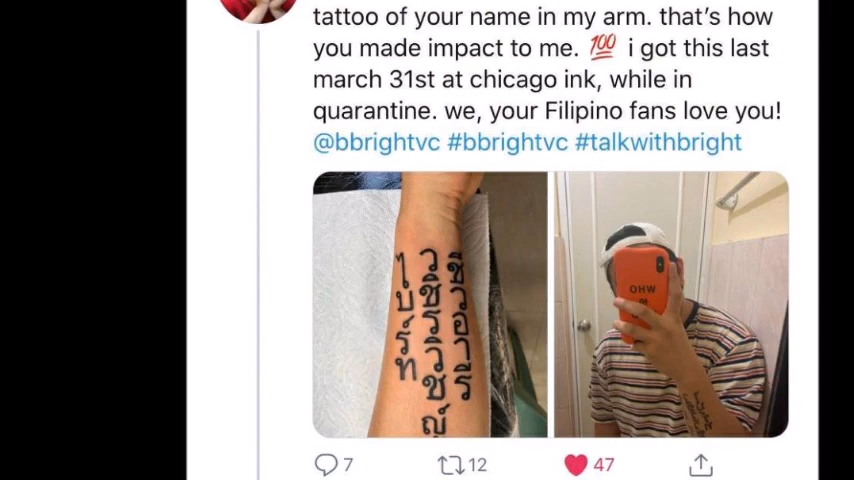 tattoo of your name in my arm. that’s how
you made impact to me. 💯 i got this last
march 31st at chicago ink, while in
quarantine. we, your Filipino fans love you!
@bbrightvc #bbrightvc #talkwithbright
OHW
7 12 47